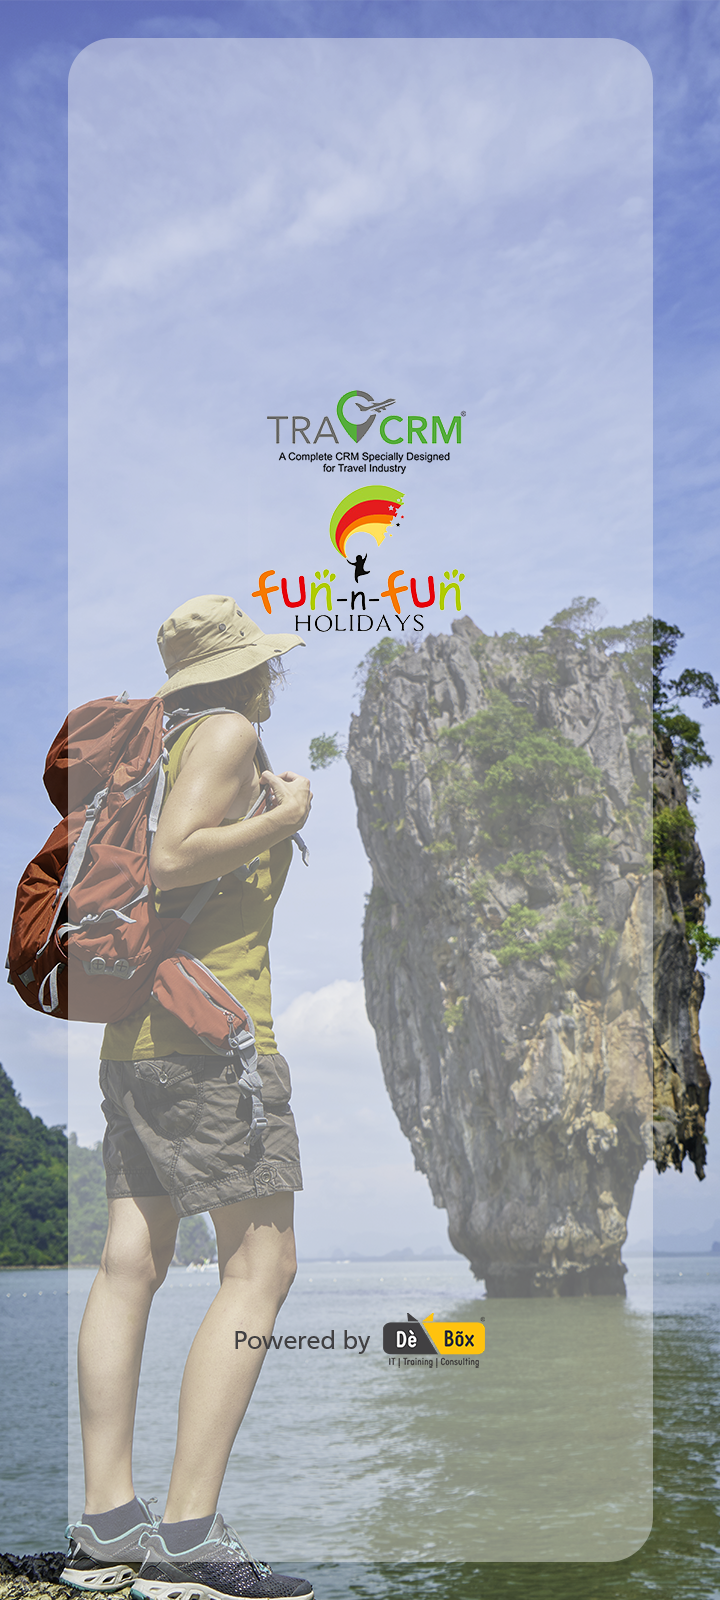 TRAVCRM®
A Complete CRM Specially Designed
for Travel Industry
fun-n-fun
HOLIDAYS
Powered by Dè Bõx®
IT | Training | Consulting